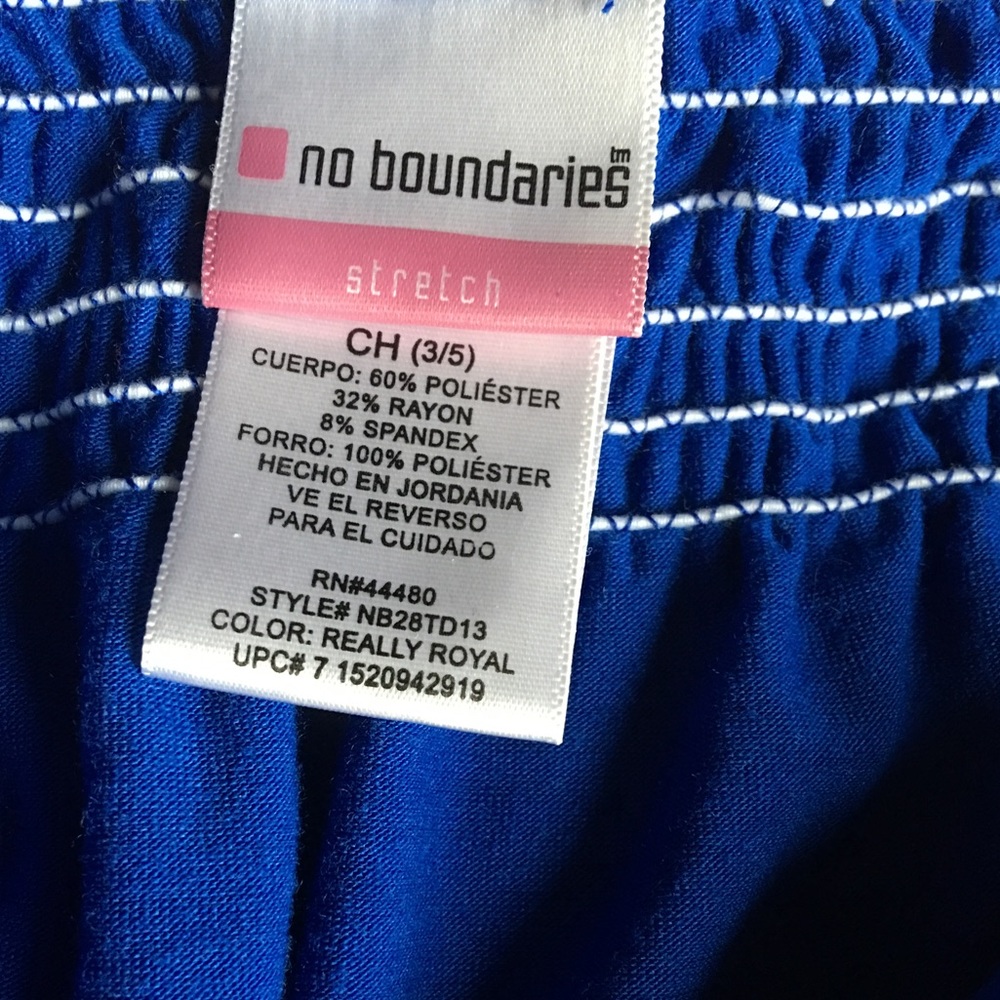 no boundaries tm
stretch
CH (3/5)
CUERPO: 60% POLIÉSTER
32% RAYON
8% SPANDEX
FORRO: 100% POLIÉSTER
HECHO EN JORDANIA
VE EL REVERSO
PARA EL CUIDADO
RN#44480
STYLE# NB28TD13
COLOR: REALLY ROYAL
UPC# 7 1520942919